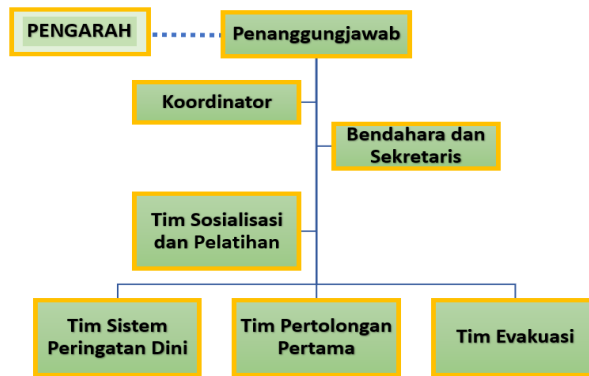 PENGARAH
Penanggungjawab
Koordinator
Bendahara dan
Sekretaris
Tim Sosialisasi
dan Pelatihan
Tim Sistem
Peringatan Dini
Tim Pertolongan
Pertama
Tim Evakuasi